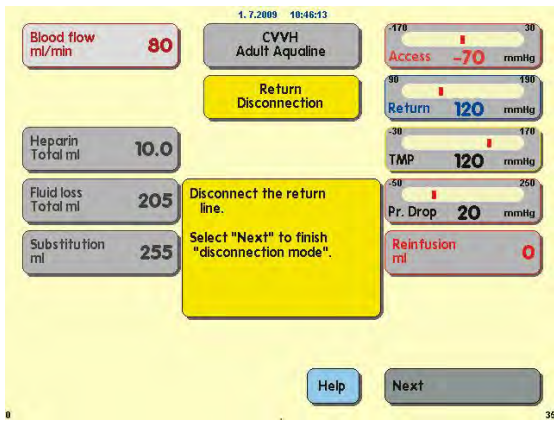 1. 7.2009 10:46:13
Blood flow
ml/min 80
CVVH
Adult Aqualine
-170 30
Access -70 mmHg
Return
Disconnection
90 190
Return 120 mmHg
Heparin
Total ml 10.0
-30 170
TMP 120 mmHg
Fluid loss
Total ml 205
Disconnect the return
line.
Select "Next" to finish
"disconnection mode".
-50 250
Pr. Drop 20 mmHg
Substitution
ml 255
Reinfusion
ml 0
Help
Next
0